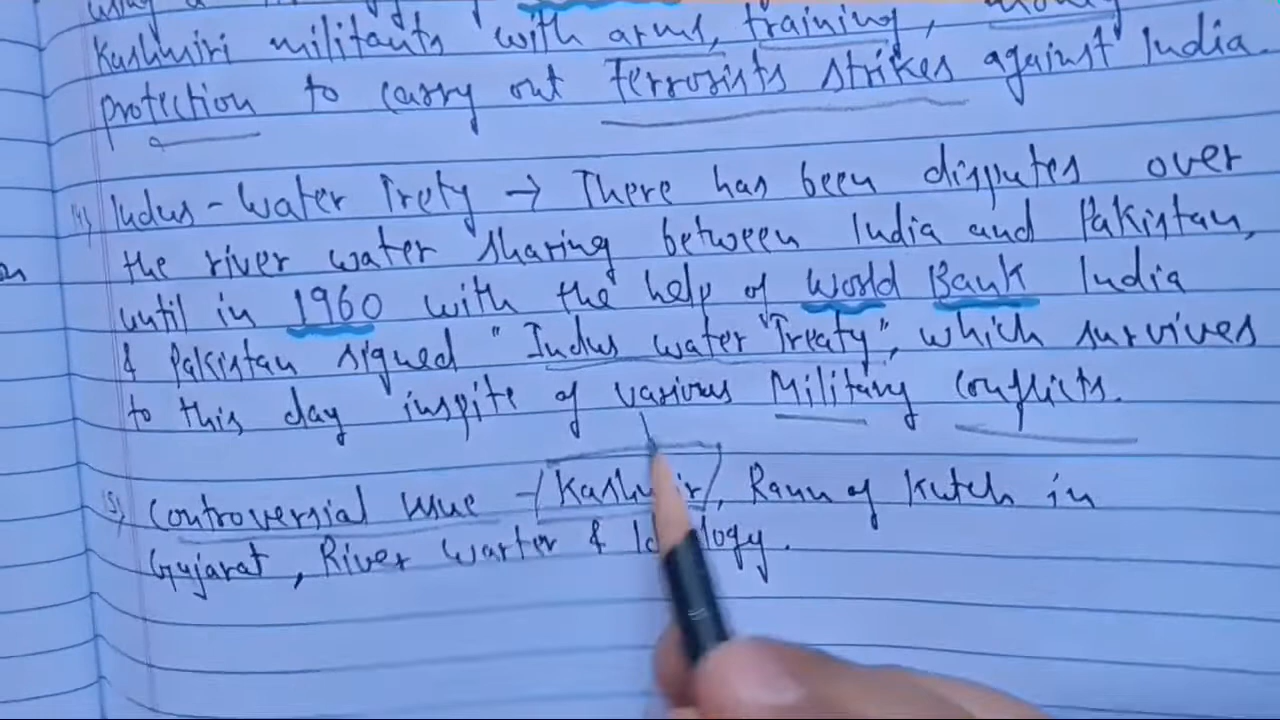 Kashmiri militants with arms, training, money
protection to carry out terrorists strikes against India.
(4) Indus-Water Trety → There has been disputes over
the river water sharing between India and Pakistan,
until in 1960 with the help of World Bank India
& Pakistan signed "Indus water Treaty", which survives
to this day inspite of various Military conflicts.
(5) Controversial Issue - Kashmir, Rann of Kutch in
Gujarat, River Warter &